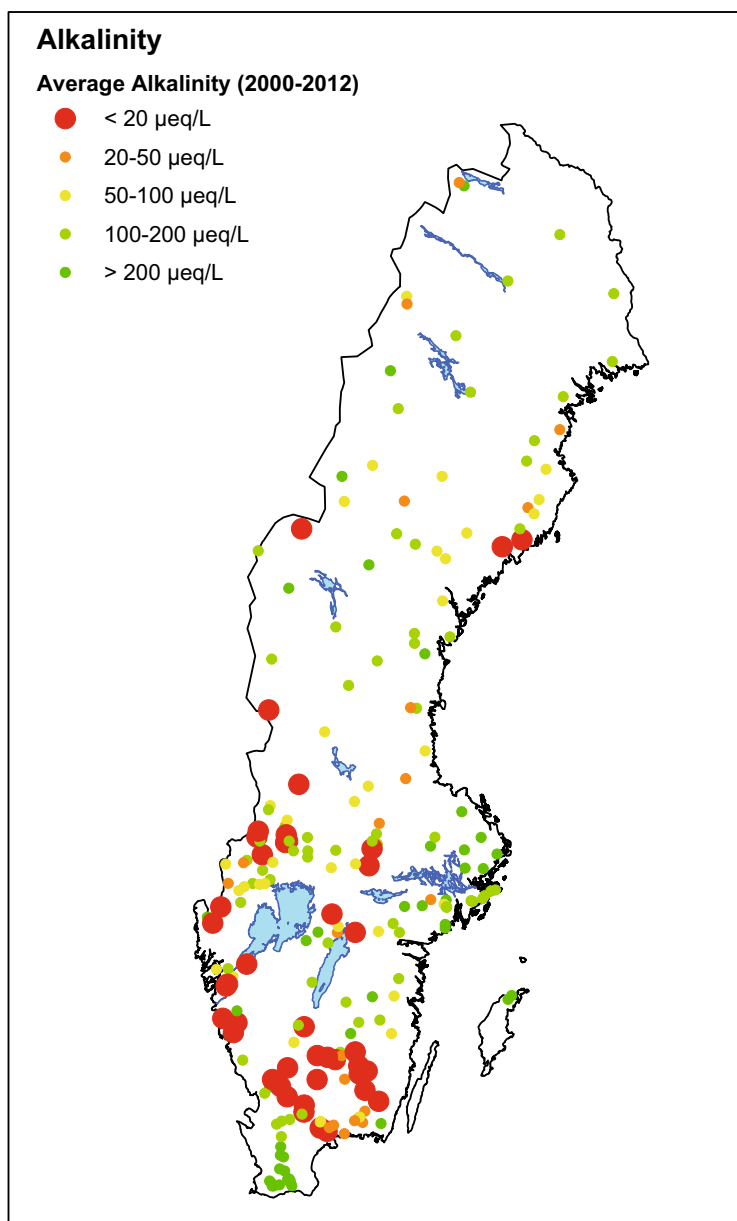 Alkalinity
Average Alkalinity (2000-2012)
< 20 µeq/L
20-50 µeq/L
50-100 µeq/L
100-200 µeq/L
> 200 µeq/L